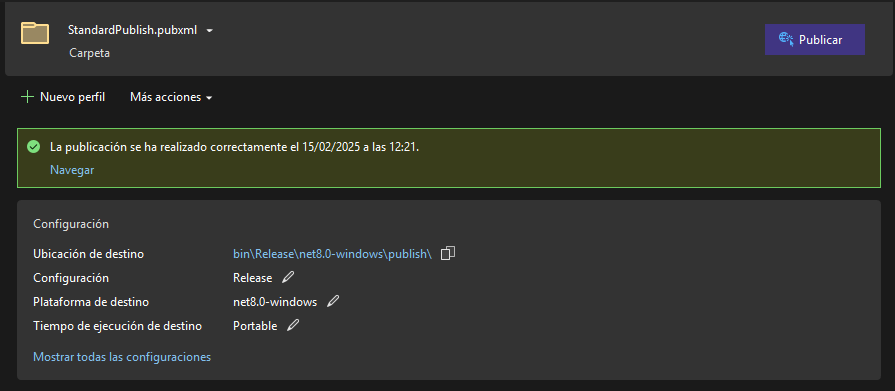 StandardPublish.pubxml
Carpeta
Publicar
Nuevo perfil
Más acciones
La publicación se ha realizado correctamente el 15/02/2025 a las 12:21.
Navegar
Configuración
Ubicación de destino bin\Release\net8.0-windows\publish\
Configuración Release
Plataforma de destino net8.0-windows
Tiempo de ejecución de destino Portable
Mostrar todas las configuraciones